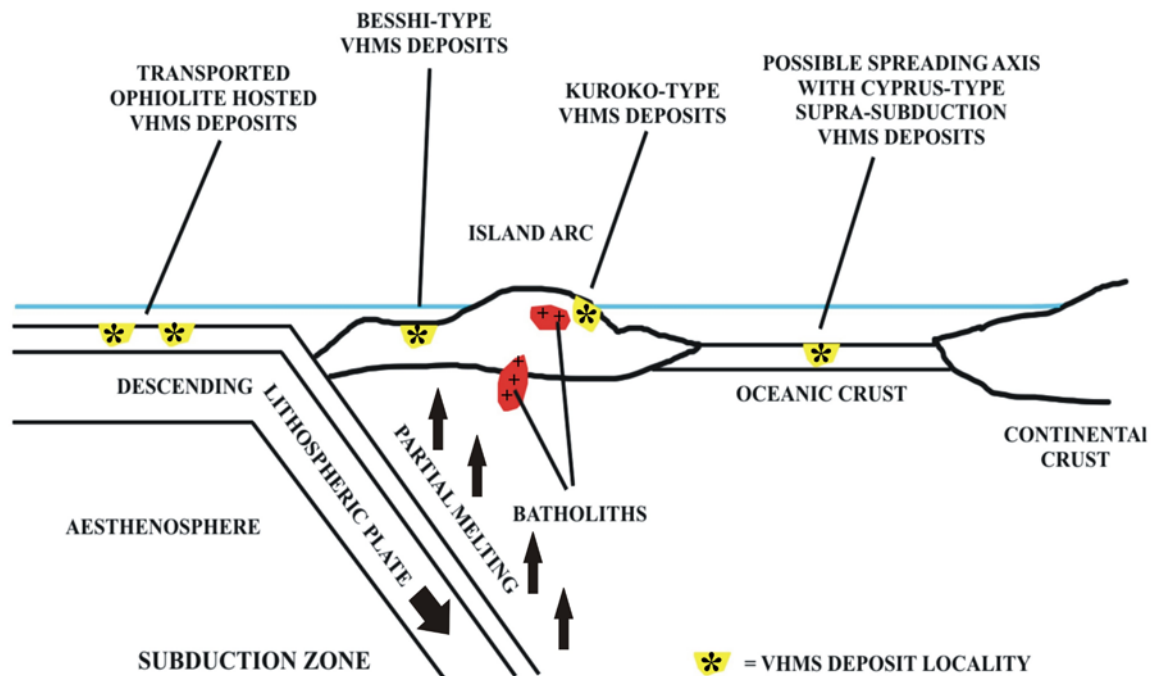 BESSHI-TYPE
VHMS DEPOSITS
TRANSPORTED
OPHIOLITE HOSTED
VHMS DEPOSITS
KUROKO-TYPE
VHMS DEPOSITS
POSSIBLE SPREADING AXIS
WITH CYPRUS-TYPE
SUPRA-SUBDUCTION
VHMS DEPOSITS
ISLAND ARC
DESCENDING
LITHOSPHERIC PLATE
PARTIAL MELTING
OCEANIC CRUST
CONTINENTAL
CRUST
BATHOLITHS
AESTHENOSPHERE
SUBDUCTION ZONE
= VHMS DEPOSIT LOCALITY